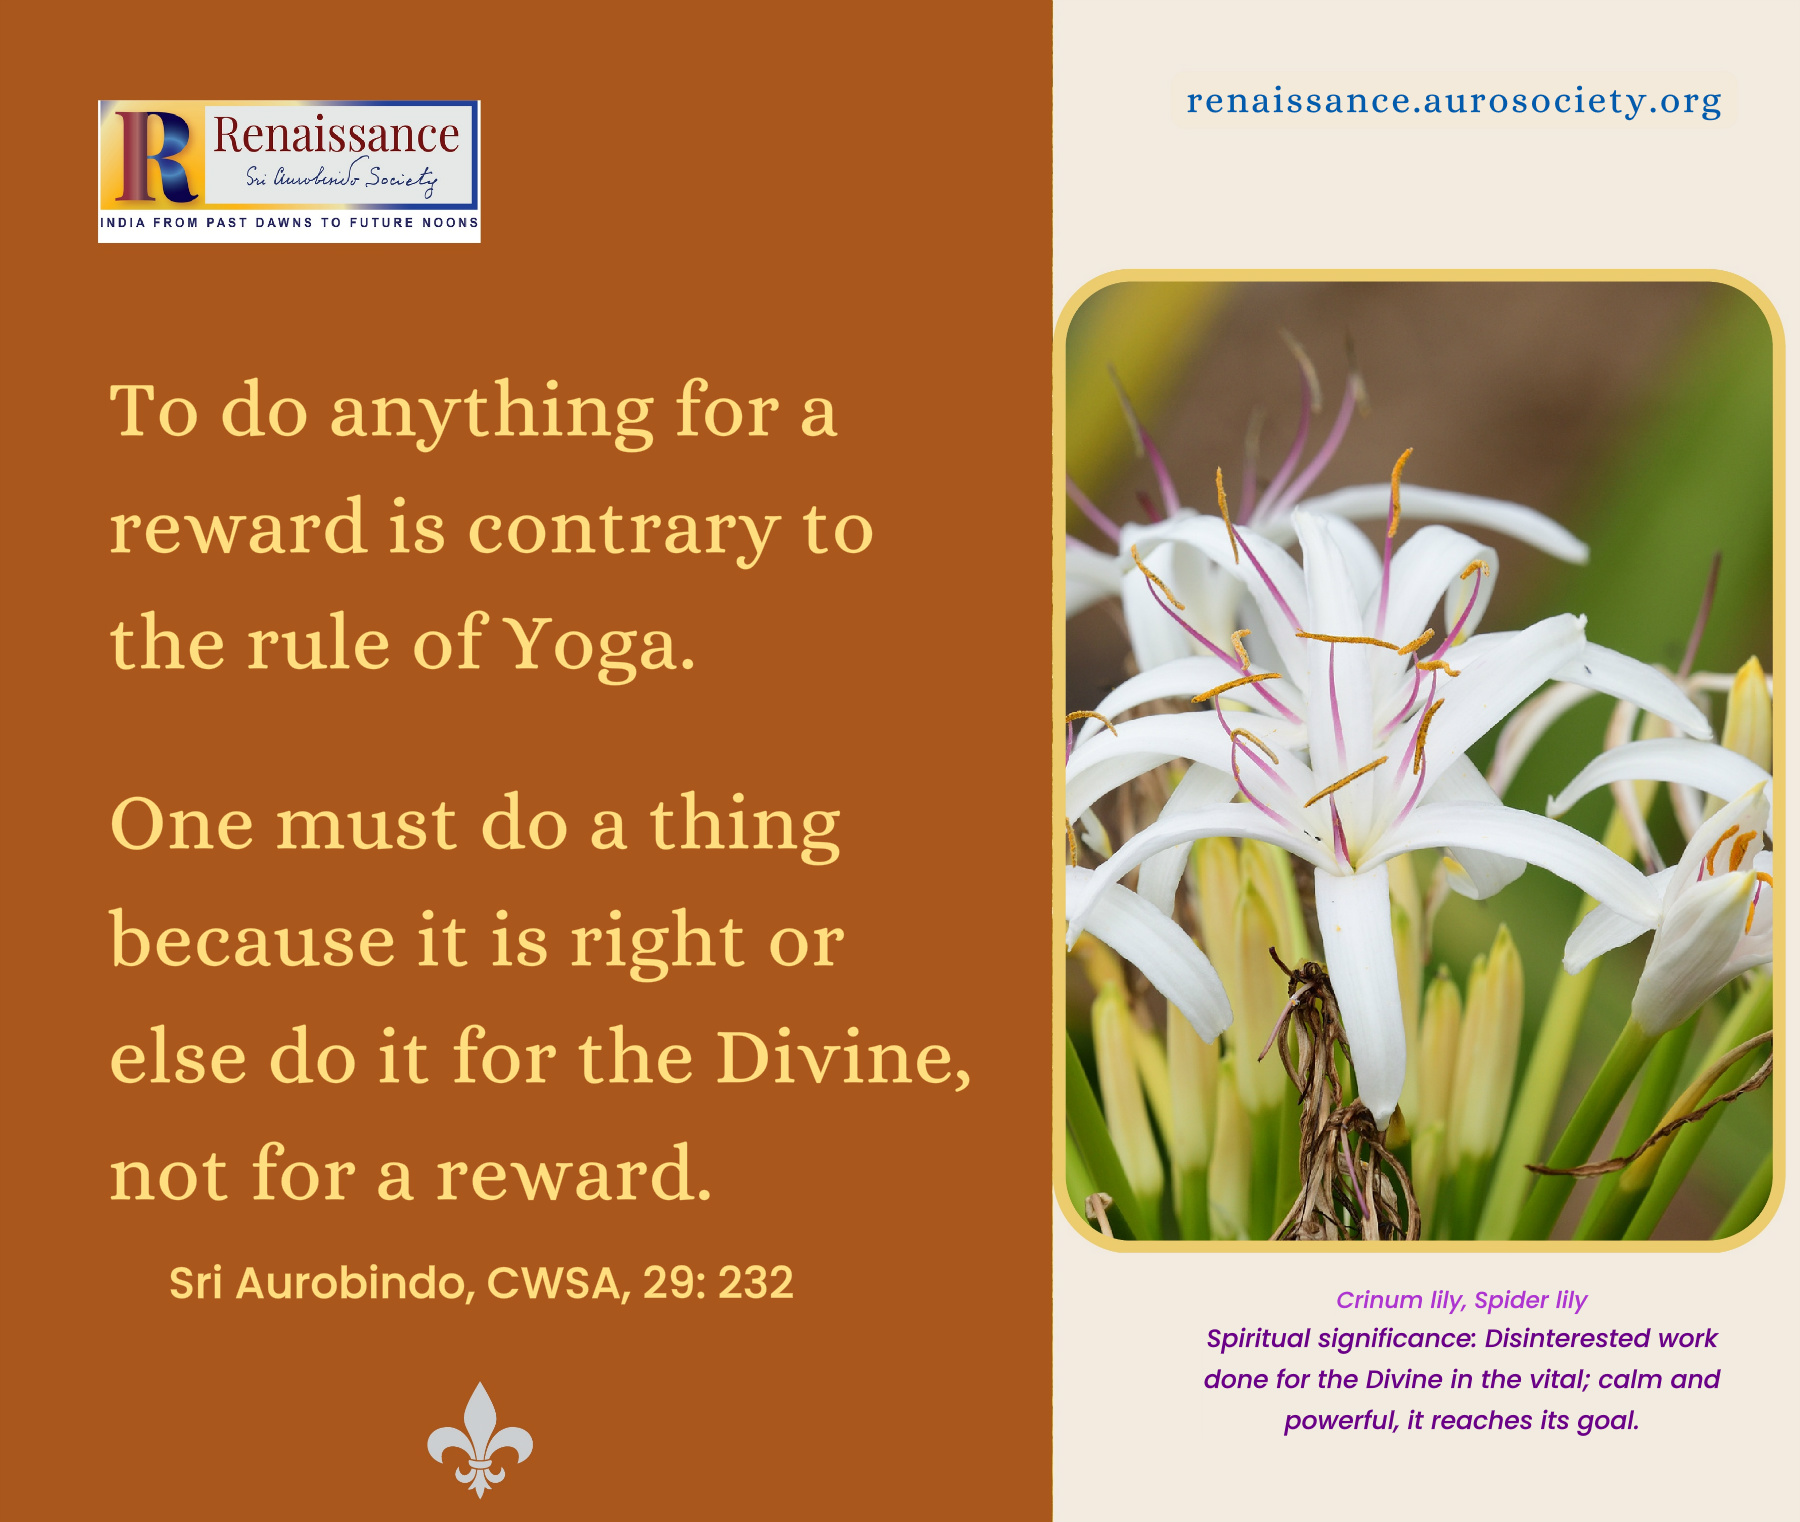 R Renaissance
Sri Aurobindo Society
INDIA FROM PAST DAWNS TO FUTURE NOONS
To do anything for a
reward is contrary to
the rule of Yoga.
One must do a thing
because it is right or
else do it for the Divine,
not for a reward.
Sri Aurobindo, CWSA, 29: 232
renaissance.aurosociety.org
Crinum lily, Spider lily
Spiritual significance: Disinterested work
done for the Divine in the vital; calm and
powerful, it reaches its goal.